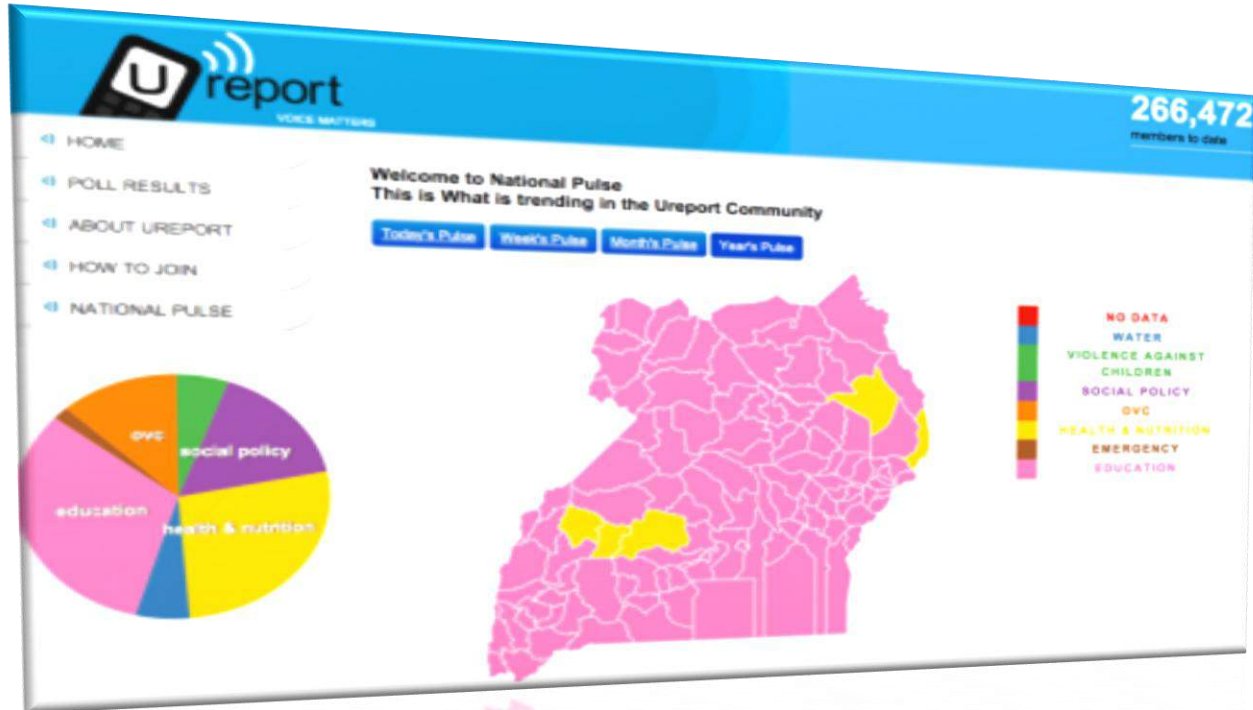 U report
VOICE MATTERS
266,472
members to date
HOME
POLL RESULTS
ABOUT UREPORT
HOW TO JOIN
NATIONAL PULSE
Welcome to National Pulse
This is What is trending in the Ureport Community
Today's Pulse Week's Pulse Month's Pulse Year's Pulse
ovc
social policy
education
health & nutrition
NO DATA
WATER
VIOLENCE AGAINST
CHILDREN
SOCIAL POLICY
OVC
HEALTH & NUTRITION
EMERGENCY
EDUCATION